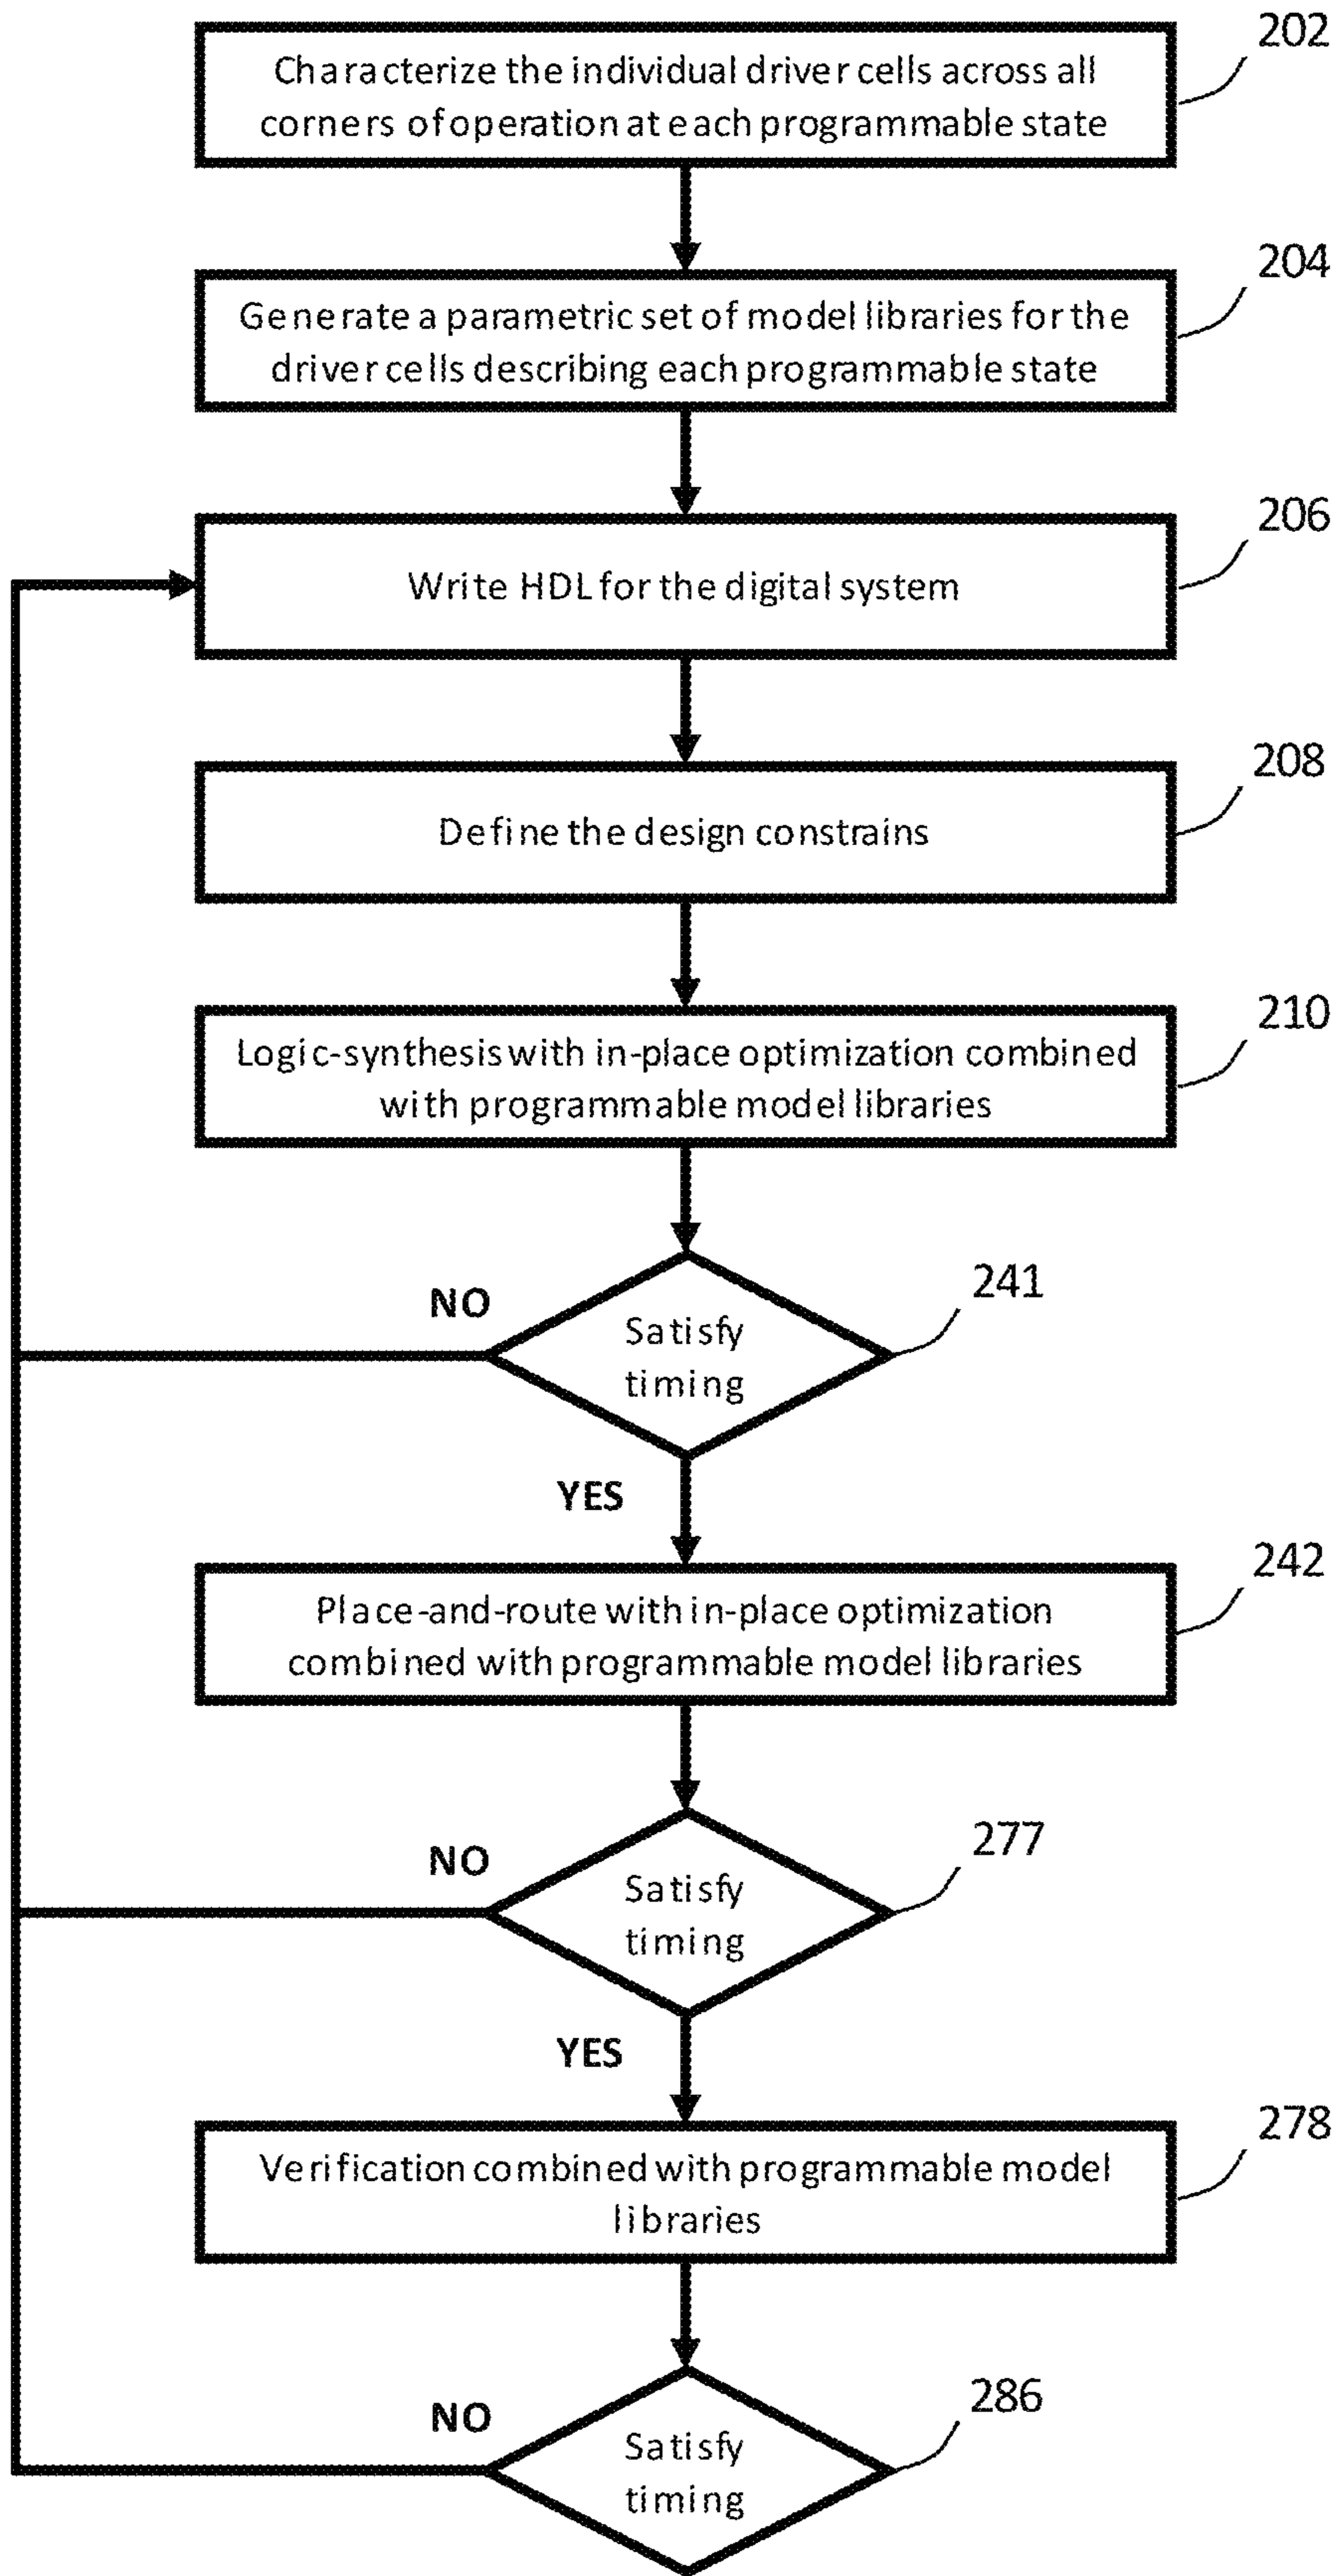 202
Characterize the individual driver cells across all
corners of operation at each programmable state
204
Generate a parametric set of model libraries for the
driver cells describing each programmable state
206
Write HDL for the digital system
208
Define the design constrains
210
Logic-synthesis with in-place optimization combined
with programmable model libraries
241
NO
Satisfy
timing
YES
242
Place-and-route with in-place optimization
combined with programmable model libraries
277
NO
Satisfy
timing
YES
278
Verification combined with programmable model
libraries
286
NO
Satisfy
timing